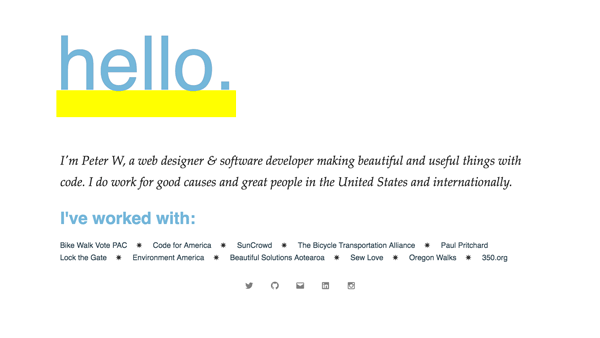 hello.
I'm Peter W, a web designer & software developer making beautiful and useful things with
code. I do work for good causes and great people in the United States and internationally.
I've worked with:
Bike Walk Vote PAC ✷ Code for America ✷ SunCrowd ✷ The Bicycle Transportation Alliance ✷ Paul Pritchard
Lock the Gate ✷ Environment America ✷ Beautiful Solutions Aotearoa ✷ Sew Love ✷ Oregon Walks ✷ 350.org